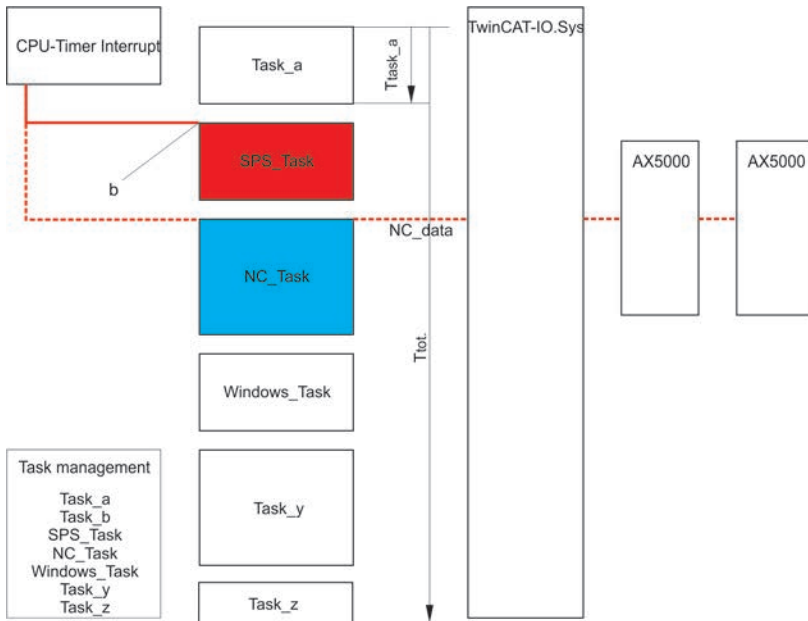 CPU-Timer Interrupt
Task_a
Ttask_a
TwinCAT-IO.Sys
SPS_Task
b
AX5000
AX5000
NC_data
NC_Task
Ttot.
Windows_Task
Task management
Task_a
Task_b
SPS_Task
NC_Task
Windows_Task
Task_y
Task_z
Task_y
Task_z